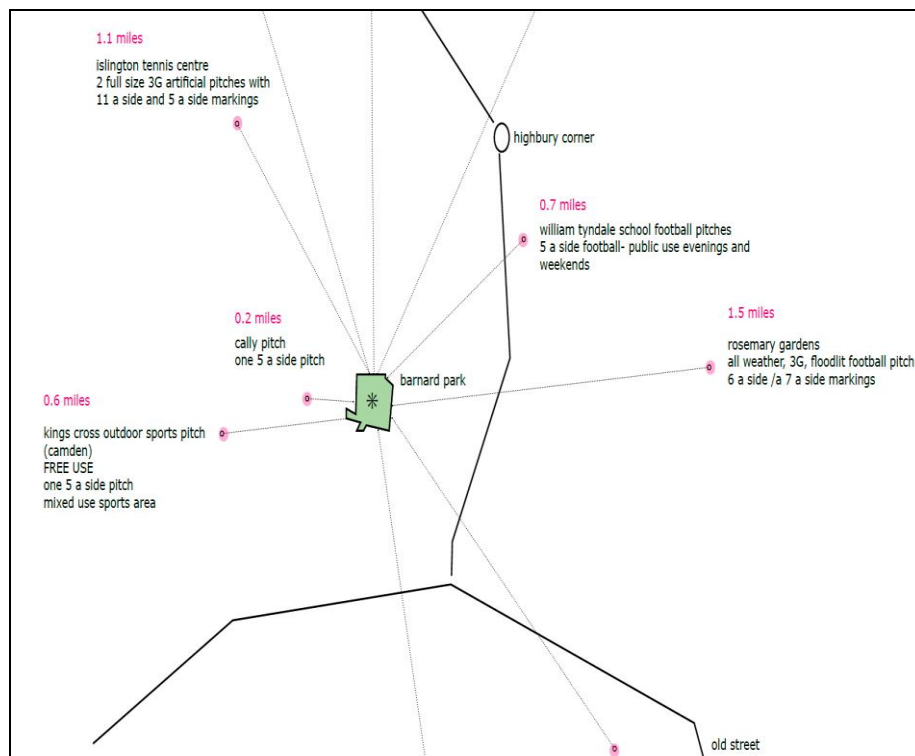 1.1 miles
islington tennis centre
2 full size 3G artificial pitches with
11 a side and 5 a side markings
highbury corner
0.7 miles
william tyndale school football pitches
5 a side football- public use evenings and
weekends
0.2 miles
cally pitch
one 5 a side pitch
1.5 miles
rosemary gardens
all weather, 3G, floodlit football pitch
6 a side /a 7 a side markings
barnard park
0.6 miles
kings cross outdoor sports pitch
(camden)
FREE USE
one 5 a side pitch
mixed use sports area
old street